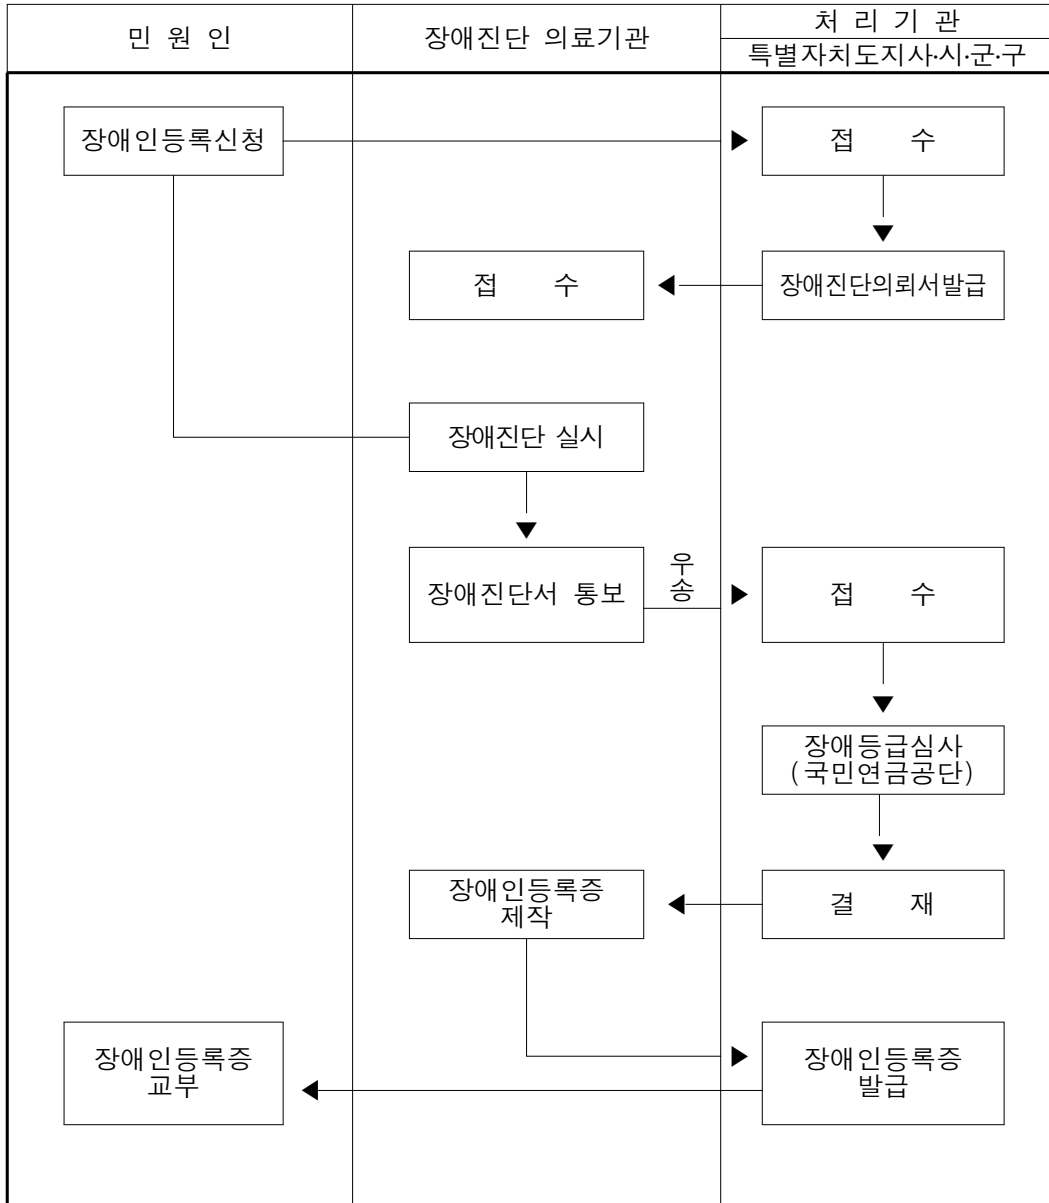 민 원 인
장애진단 의료기관
처 리 기 관
특별자치도지사·시·군·구
장애인등록신청
접 수
접 수
장애진단의뢰서발급
장애진단 실시
장애진단서 통보
우송
접 수
장애등급심사
(국민연금공단)
장애인등록증
제작
결 재
장애인등록증
교부
장애인등록증
발급